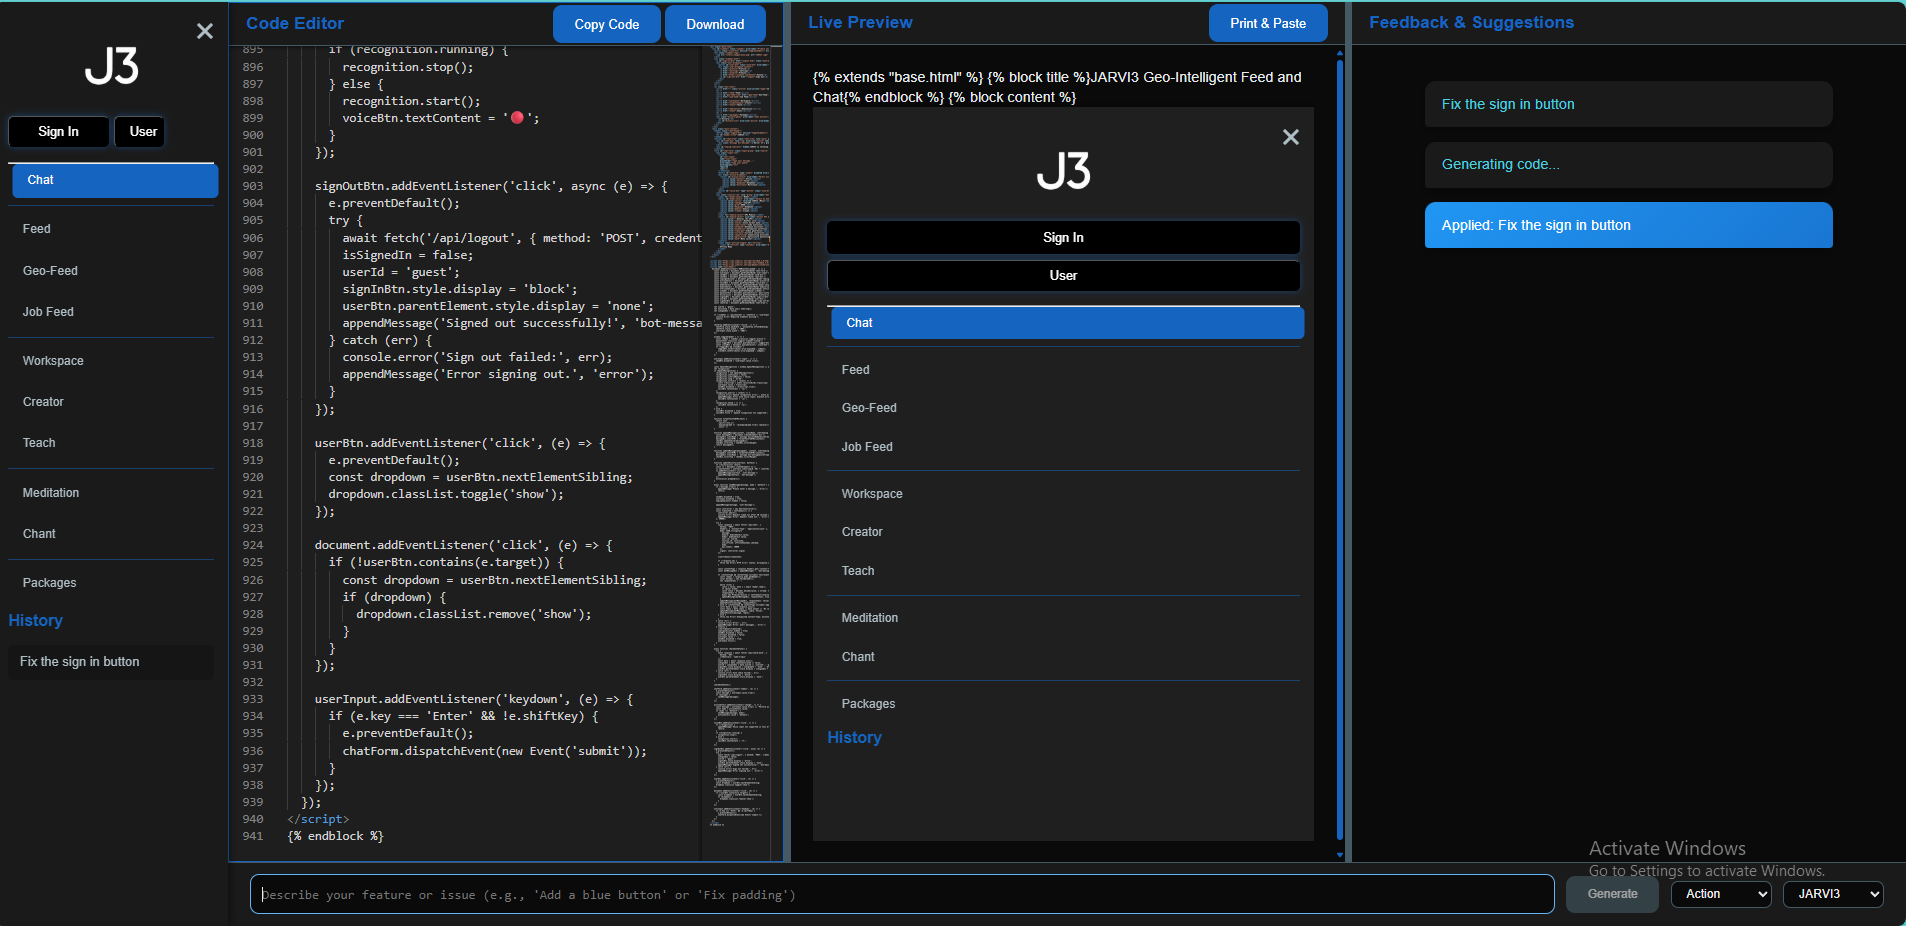 J3
Sign In
User
Chat
Feed
Geo-Feed
Job Feed
Workspace
Creator
Teach
Meditation
Chant
Packages
History
Fix the sign in button
Code Editor
Copy Code
Download
895 if (recognition.running) {
896 recognition.stop();
897 } else {
898 recognition.start();
899 voiceBtn.textContent = '🔴';
900 }
901 });
902
903 signOutBtn.addEventListener('click', async (e) => {
904 e.preventDefault();
905 try {
906 await fetch('/api/logout', { method: 'POST', credent
907 isSignedIn = false;
908 userId = 'guest';
909 signInBtn.style.display = 'block';
910 userBtn.parentElement.style.display = 'none';
911 appendMessage('Signed out successfully!', 'bot-messa
912 } catch (err) {
913 console.error('Sign out failed:', err);
914 appendMessage('Error signing out.', 'error');
915 }
916 });
917
918 userBtn.addEventListener('click', (e) => {
919 e.preventDefault();
920 const dropdown = userBtn.nextElementSibling;
921 dropdown.classList.toggle('show');
922 });
923
924 document.addEventListener('click', (e) => {
925 if (!userBtn.contains(e.target)) {
926 const dropdown = userBtn.nextElementSibling;
927 if (dropdown) {
928 dropdown.classList.remove('show');
929 }
930 }
931 });
932
933 userInput.addEventListener('keydown', (e) => {
934 if (e.key === 'Enter' && !e.shiftKey) {
935 e.preventDefault();
936 chatForm.dispatchEvent(new Event('submit'));
937 }
938 });
939 });
940 </script>
941 {% endblock %}
Live Preview
Print & Paste
{% extends "base.html" %} {% block title %}JARVI3 Geo-Intelligent Feed and
Chat{% endblock %} {% block content %}
J3
Sign In
User
Chat
Feed
Geo-Feed
Job Feed
Workspace
Creator
Teach
Meditation
Chant
Packages
History
Feedback & Suggestions
Fix the sign in button
Generating code...
Applied: Fix the sign in button
Activate Windows
Go to Settings to activate Windows.
Describe your feature or issue (e.g., 'Add a blue button' or 'Fix padding')
Generate
Action
JARVI3